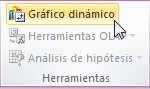 Gráfico dinámico
Herramientas OL
Análisis de hipótesis
Herramientas